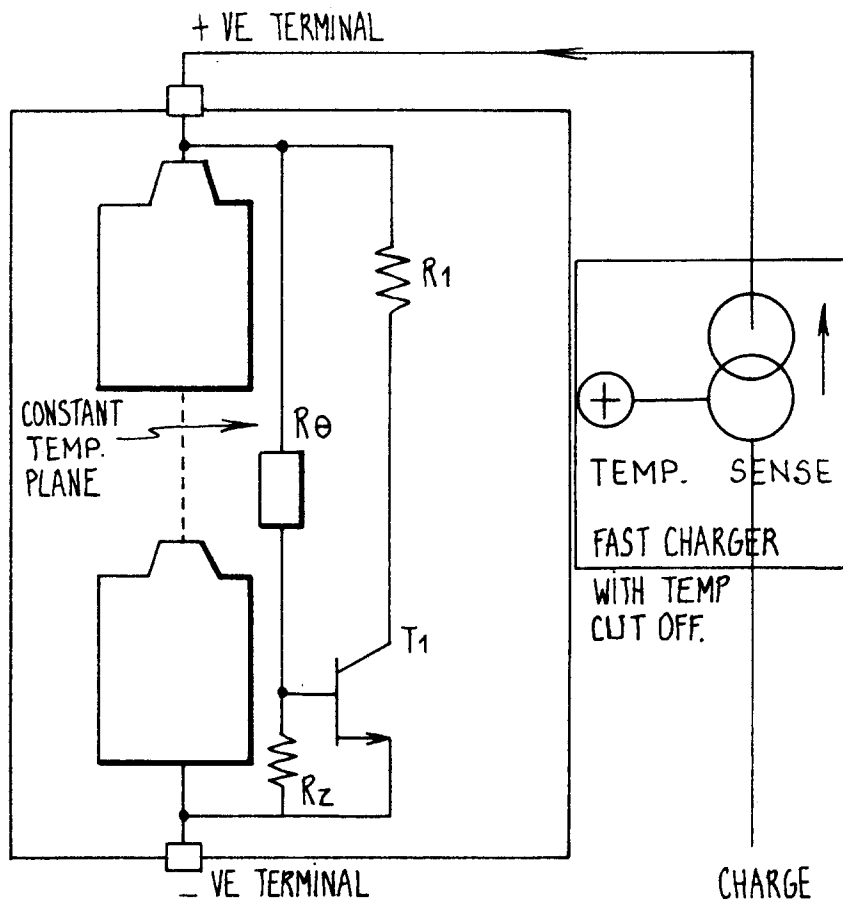 + VE TERMINAL
R1
CONSTANT
TEMP.
PLANE
Rθ
+
TEMP. SENSE
FAST CHARGER
WITH TEMP
CUT OFF.
T1
R2
_ VE TERMINAL
CHARGE